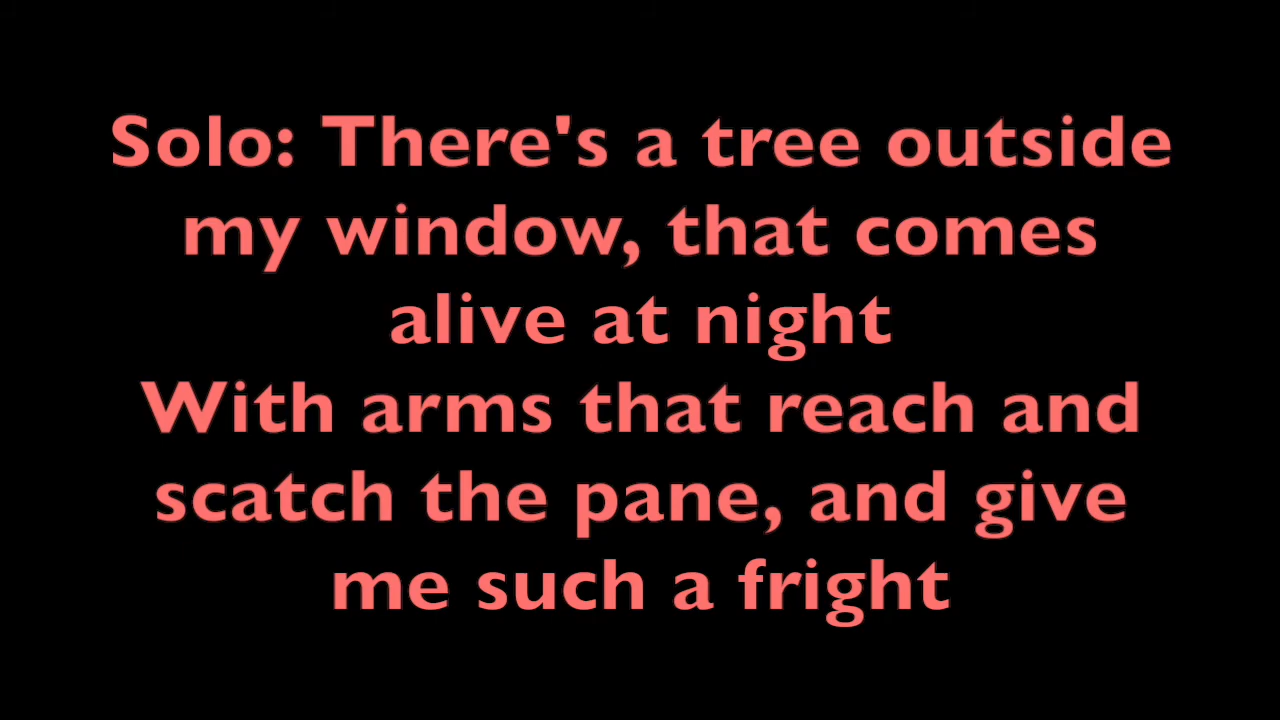 Solo: There's a tree outside
my window, that comes
alive at night
With arms that reach and
scatch the pane, and give
me such a fright